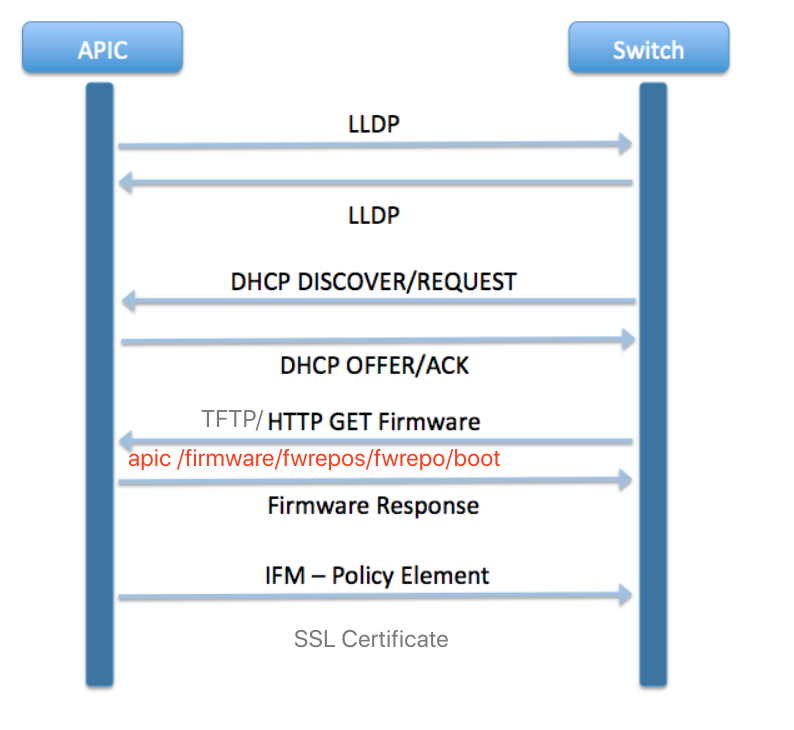 APIC
Switch
LLDP
LLDP
DHCP DISCOVER/REQUEST
DHCP OFFER/ACK
TFTP/ HTTP GET Firmware
apic /firmware/fwrepos/fwrepo/boot
Firmware Response
IFM – Policy Element
SSL Certificate